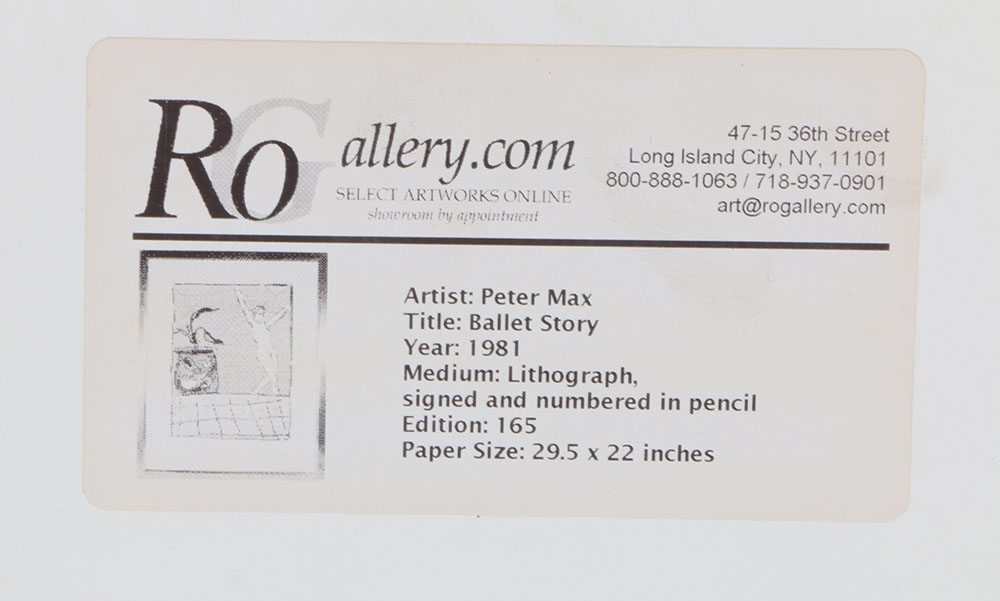 RoGallery.com
SELECT ARTWORKS ONLINE
showroom by appointment
47-15 36th Street
Long Island City, NY, 11101
800-888-1063 / 718-937-0901
art@rogallery.com
Artist: Peter Max
Title: Ballet Story
Year: 1981
Medium: Lithograph,
signed and numbered in pencil
Edition: 165
Paper Size: 29.5 x 22 inches